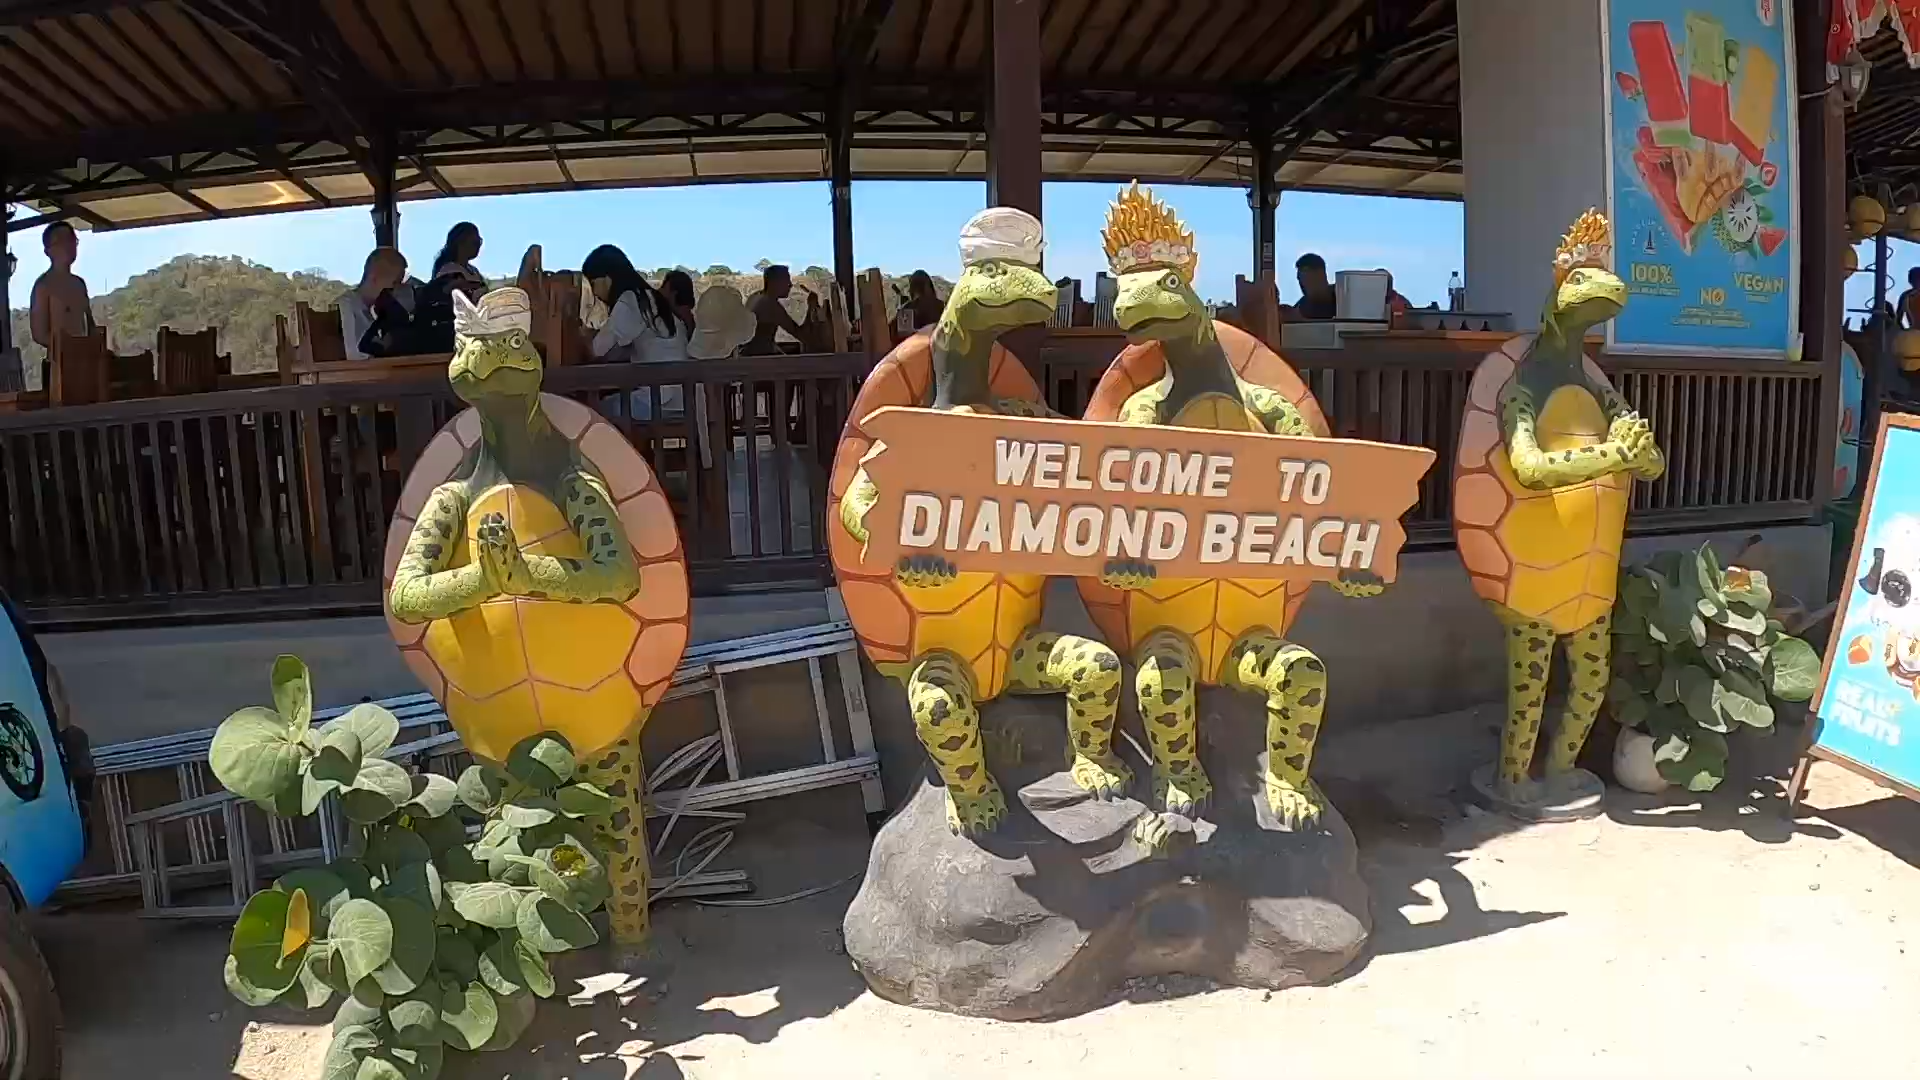 WELCOME TO
DIAMOND BEACH
100%
VEGAN
NO
REAL
FRUITS